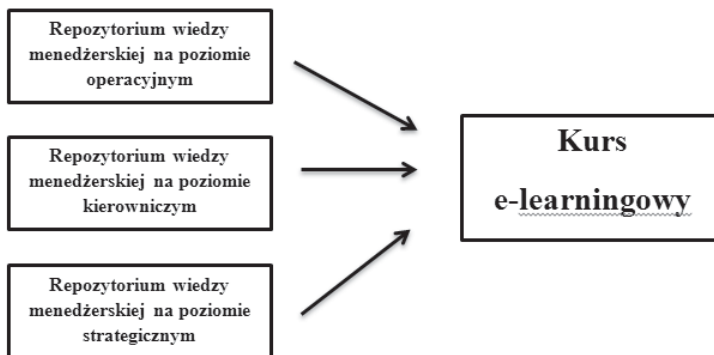 Repozytorium wiedzy
menedżerskiej na poziomie
operacyjnym
Repozytorium wiedzy
menedżerskiej na poziomie
kierowniczym
Repozytorium wiedzy
menedżerskiej na poziomie
strategicznym
Kurs
e-learningowy